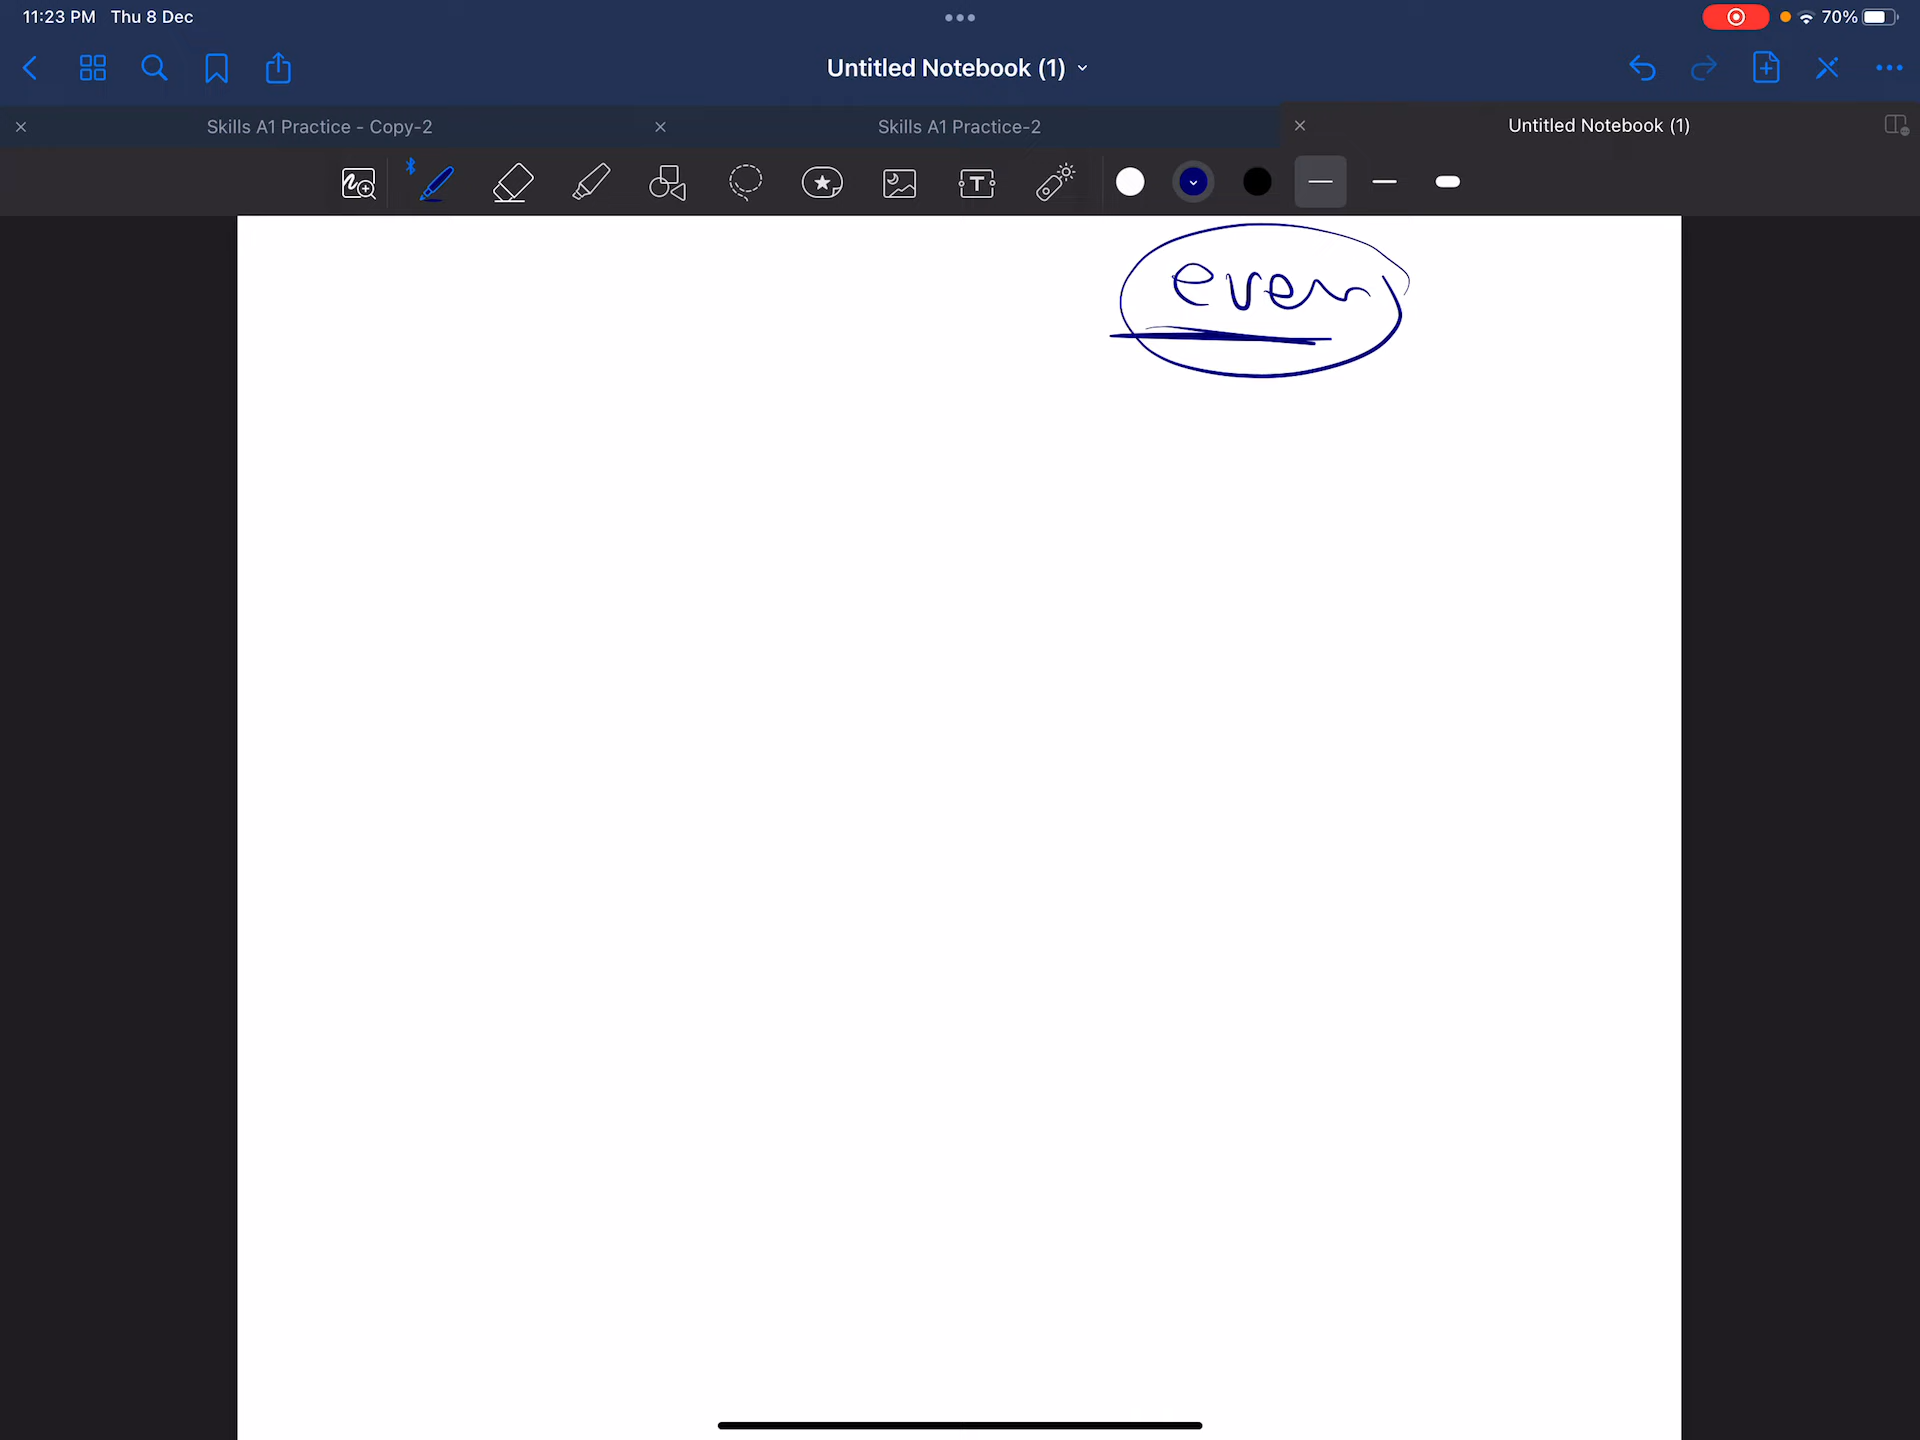 11:23 PM Thu 8 Dec
70%
Untitled Notebook (1)
Skills A1 Practice - Copy-2
Skills A1 Practice-2
Untitled Notebook (1)
T
even